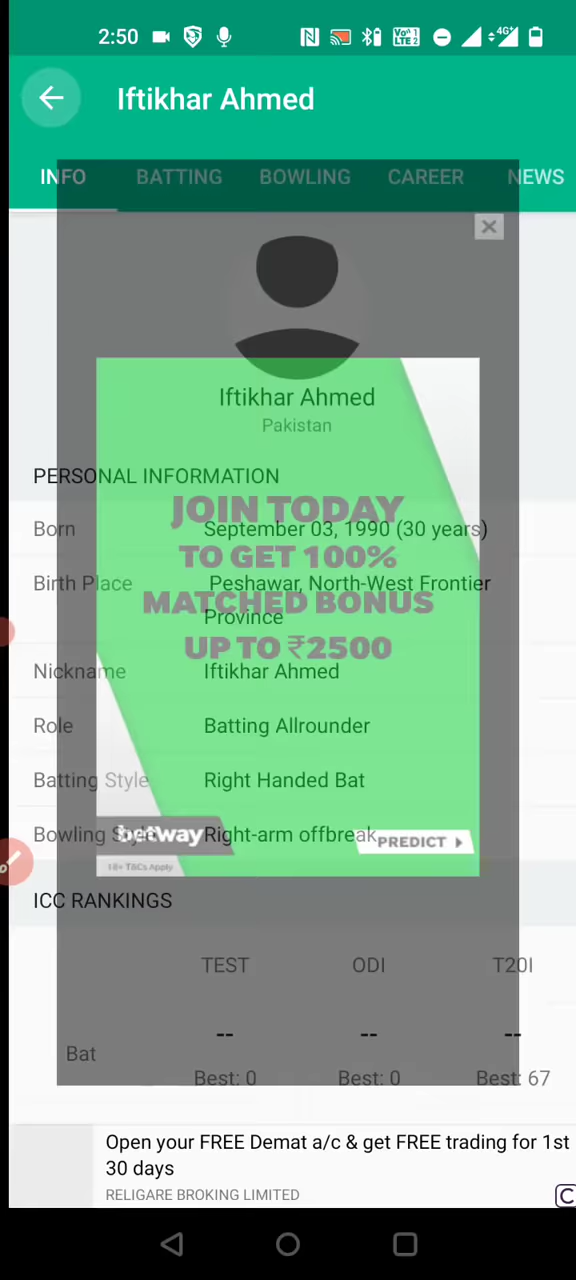 2:50
4G+
Iftikhar Ahmed
INFO BATTING BOWLING CAREER NEWS
Iftikhar Ahmed
Pakistan
PERSONAL INFORMATION
JOIN TODAY
Born September 03, 1990 (30 years)
TO GET 100%
Birth Place Peshawar, North-West Frontier
MATCHED BONUS
Province
UP TO ₹2500
Nickname Iftikhar Ahmed
Role Batting Allrounder
Batting Style Right Handed Bat
Bowling Style Right-arm offbreak
betway
PREDICT
18+ T&Cs Apply
ICC RANKINGS
TEST ODI T20I
-- -- --
Bat
Best: 0 Best: 0 Best: 67
Open your FREE Demat a/c & get FREE trading for 1st
30 days
RELIGARE BROKING LIMITED